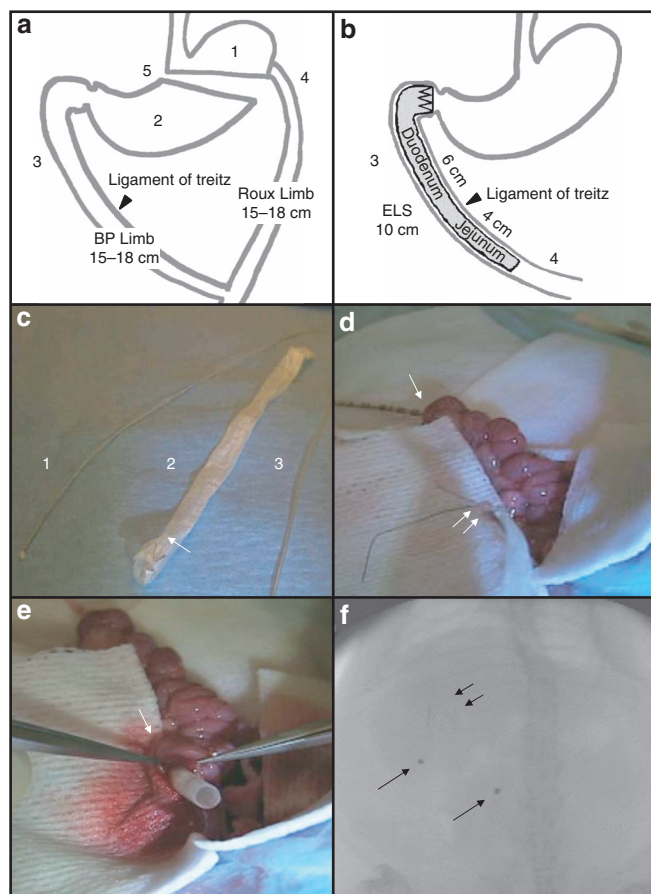 a
1
5
4
2
3
Ligament of treitz
Roux Limb
15–18 cm
BP Limb
15–18 cm
b
Duodenum
6 cm
3
Ligament of treitz
ELS
10 cm
4 cm
Jejunum
4
c
1
2
3
d
e
f